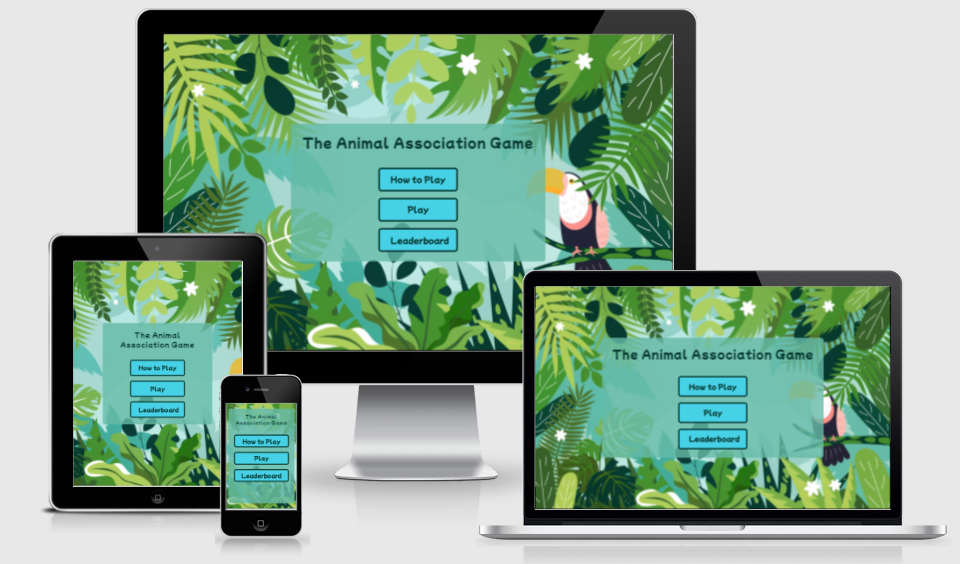 The Animal Association Game
How to Play
Play
Leaderboard
The Animal
Association Game
How to Play
Play
Leaderboard
The Animal
Association Game
How to Play
Play
Leaderboard
The Animal Association Game
How to Play
Play
Leaderboard